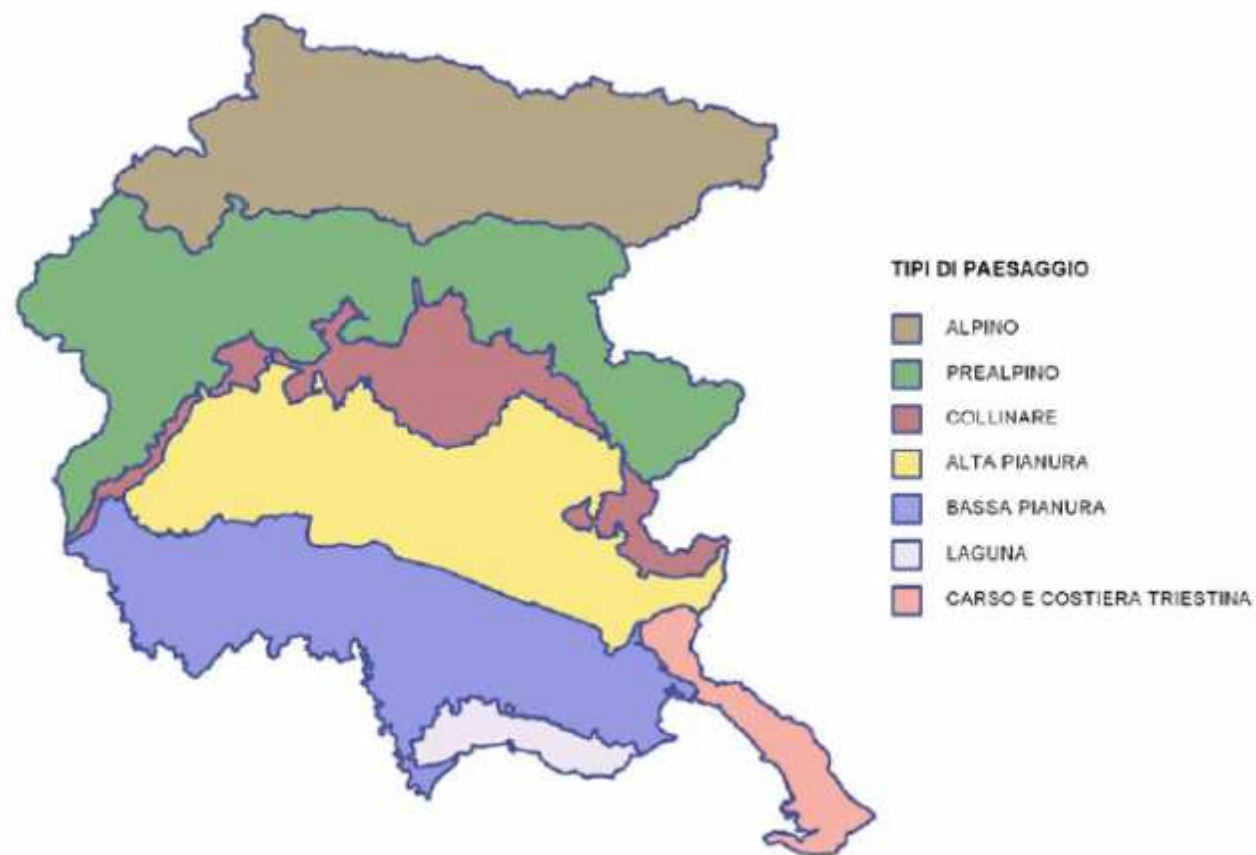 TIPI DI PAESAGGIO
ALPINO
PREALPINO
COLLINARE
ALTA PIANURA
BASSA PIANURA
LAGUNA
CARSO E COSTIERA TRIESTINA